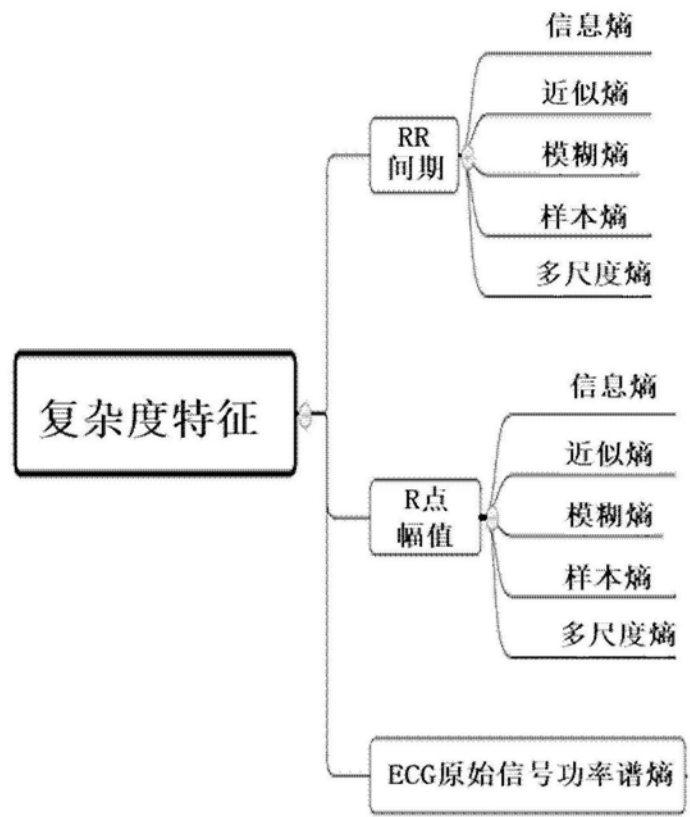 信息熵
近似熵
RR
间期
模糊熵
样本熵
多尺度熵
复杂度特征
信息熵
近似熵
R点
幅值
模糊熵
样本熵
多尺度熵
ECG原始信号功率谱熵